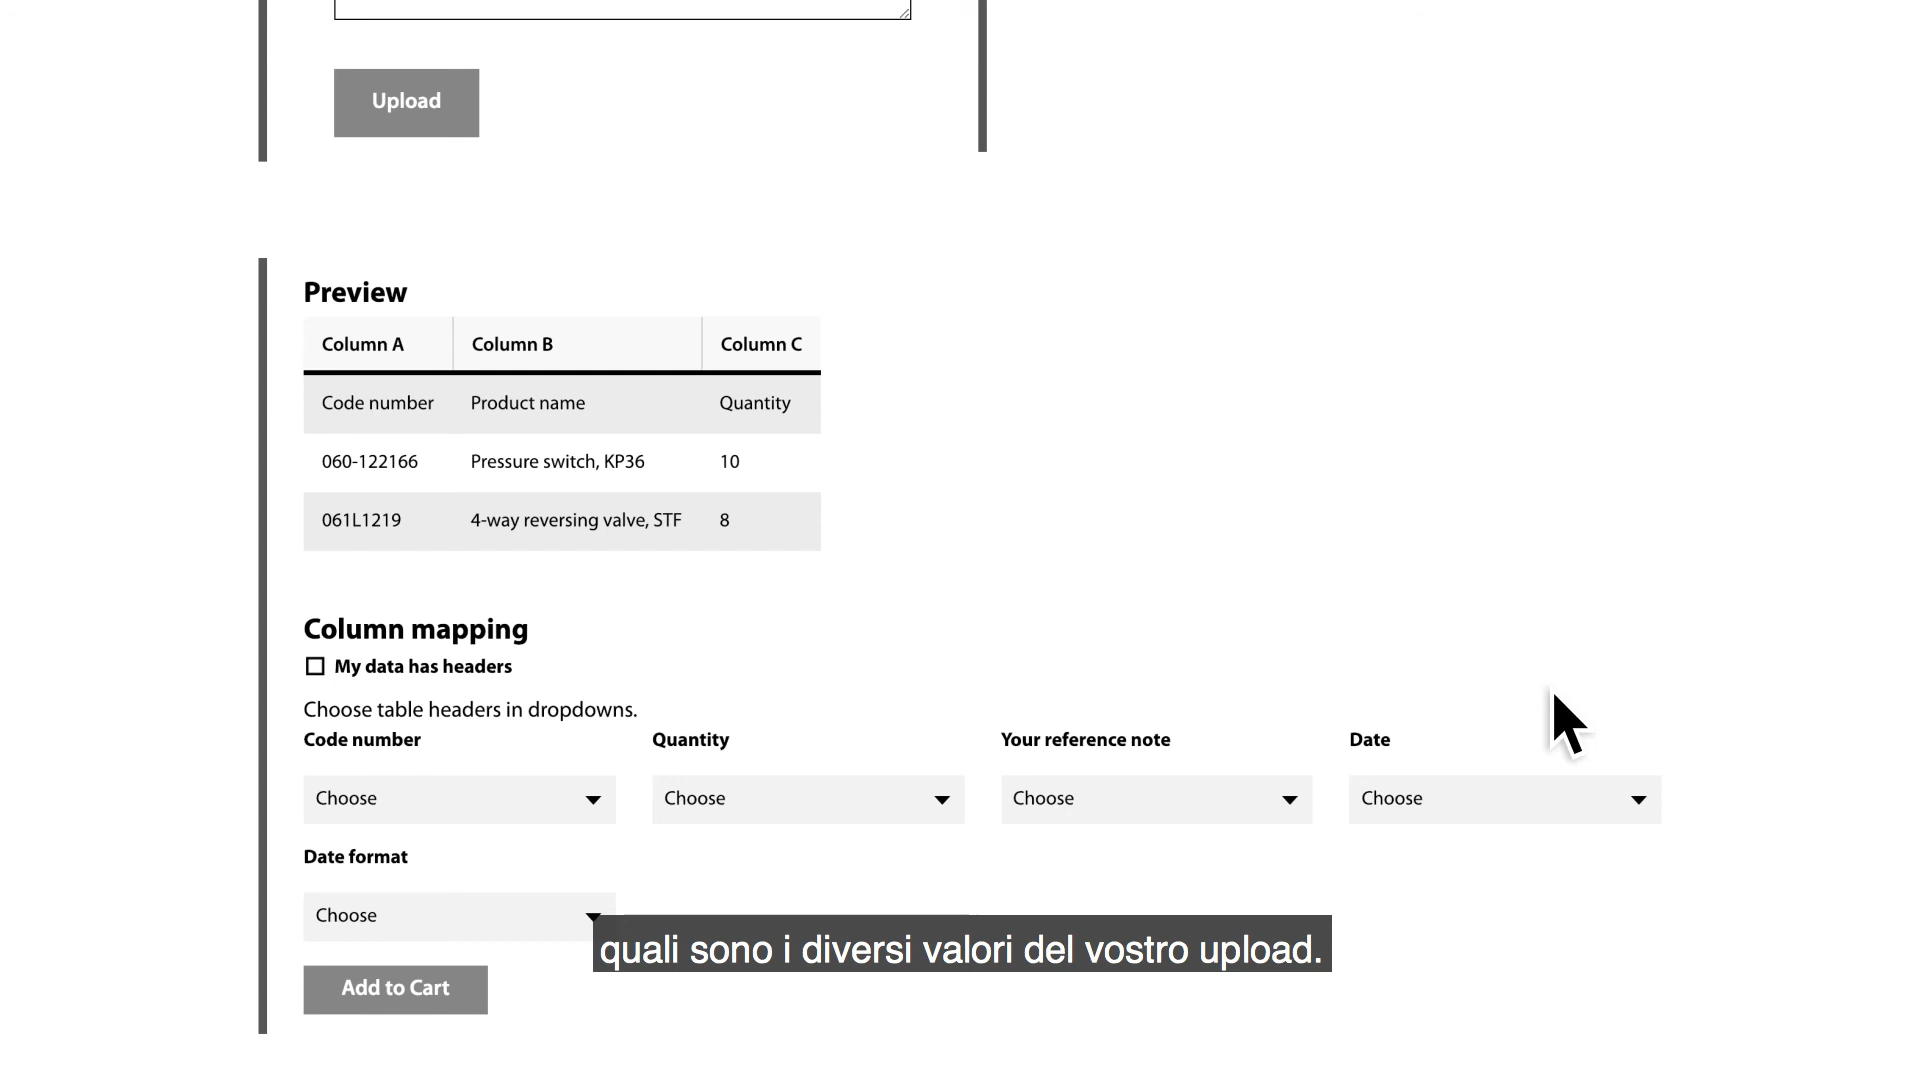 Upload
Preview
Column A Column B Column C
Code number Product name Quantity
060-122166 Pressure switch, KP36 10
061L1219 4-way reversing valve, STF 8
Column mapping
My data has headers
Choose table headers in dropdowns.
Code number Quantity Your reference note Date
Choose Choose Choose Choose
Date format
Choose
quali sono i diversi valori del vostro upload.
Add to Cart